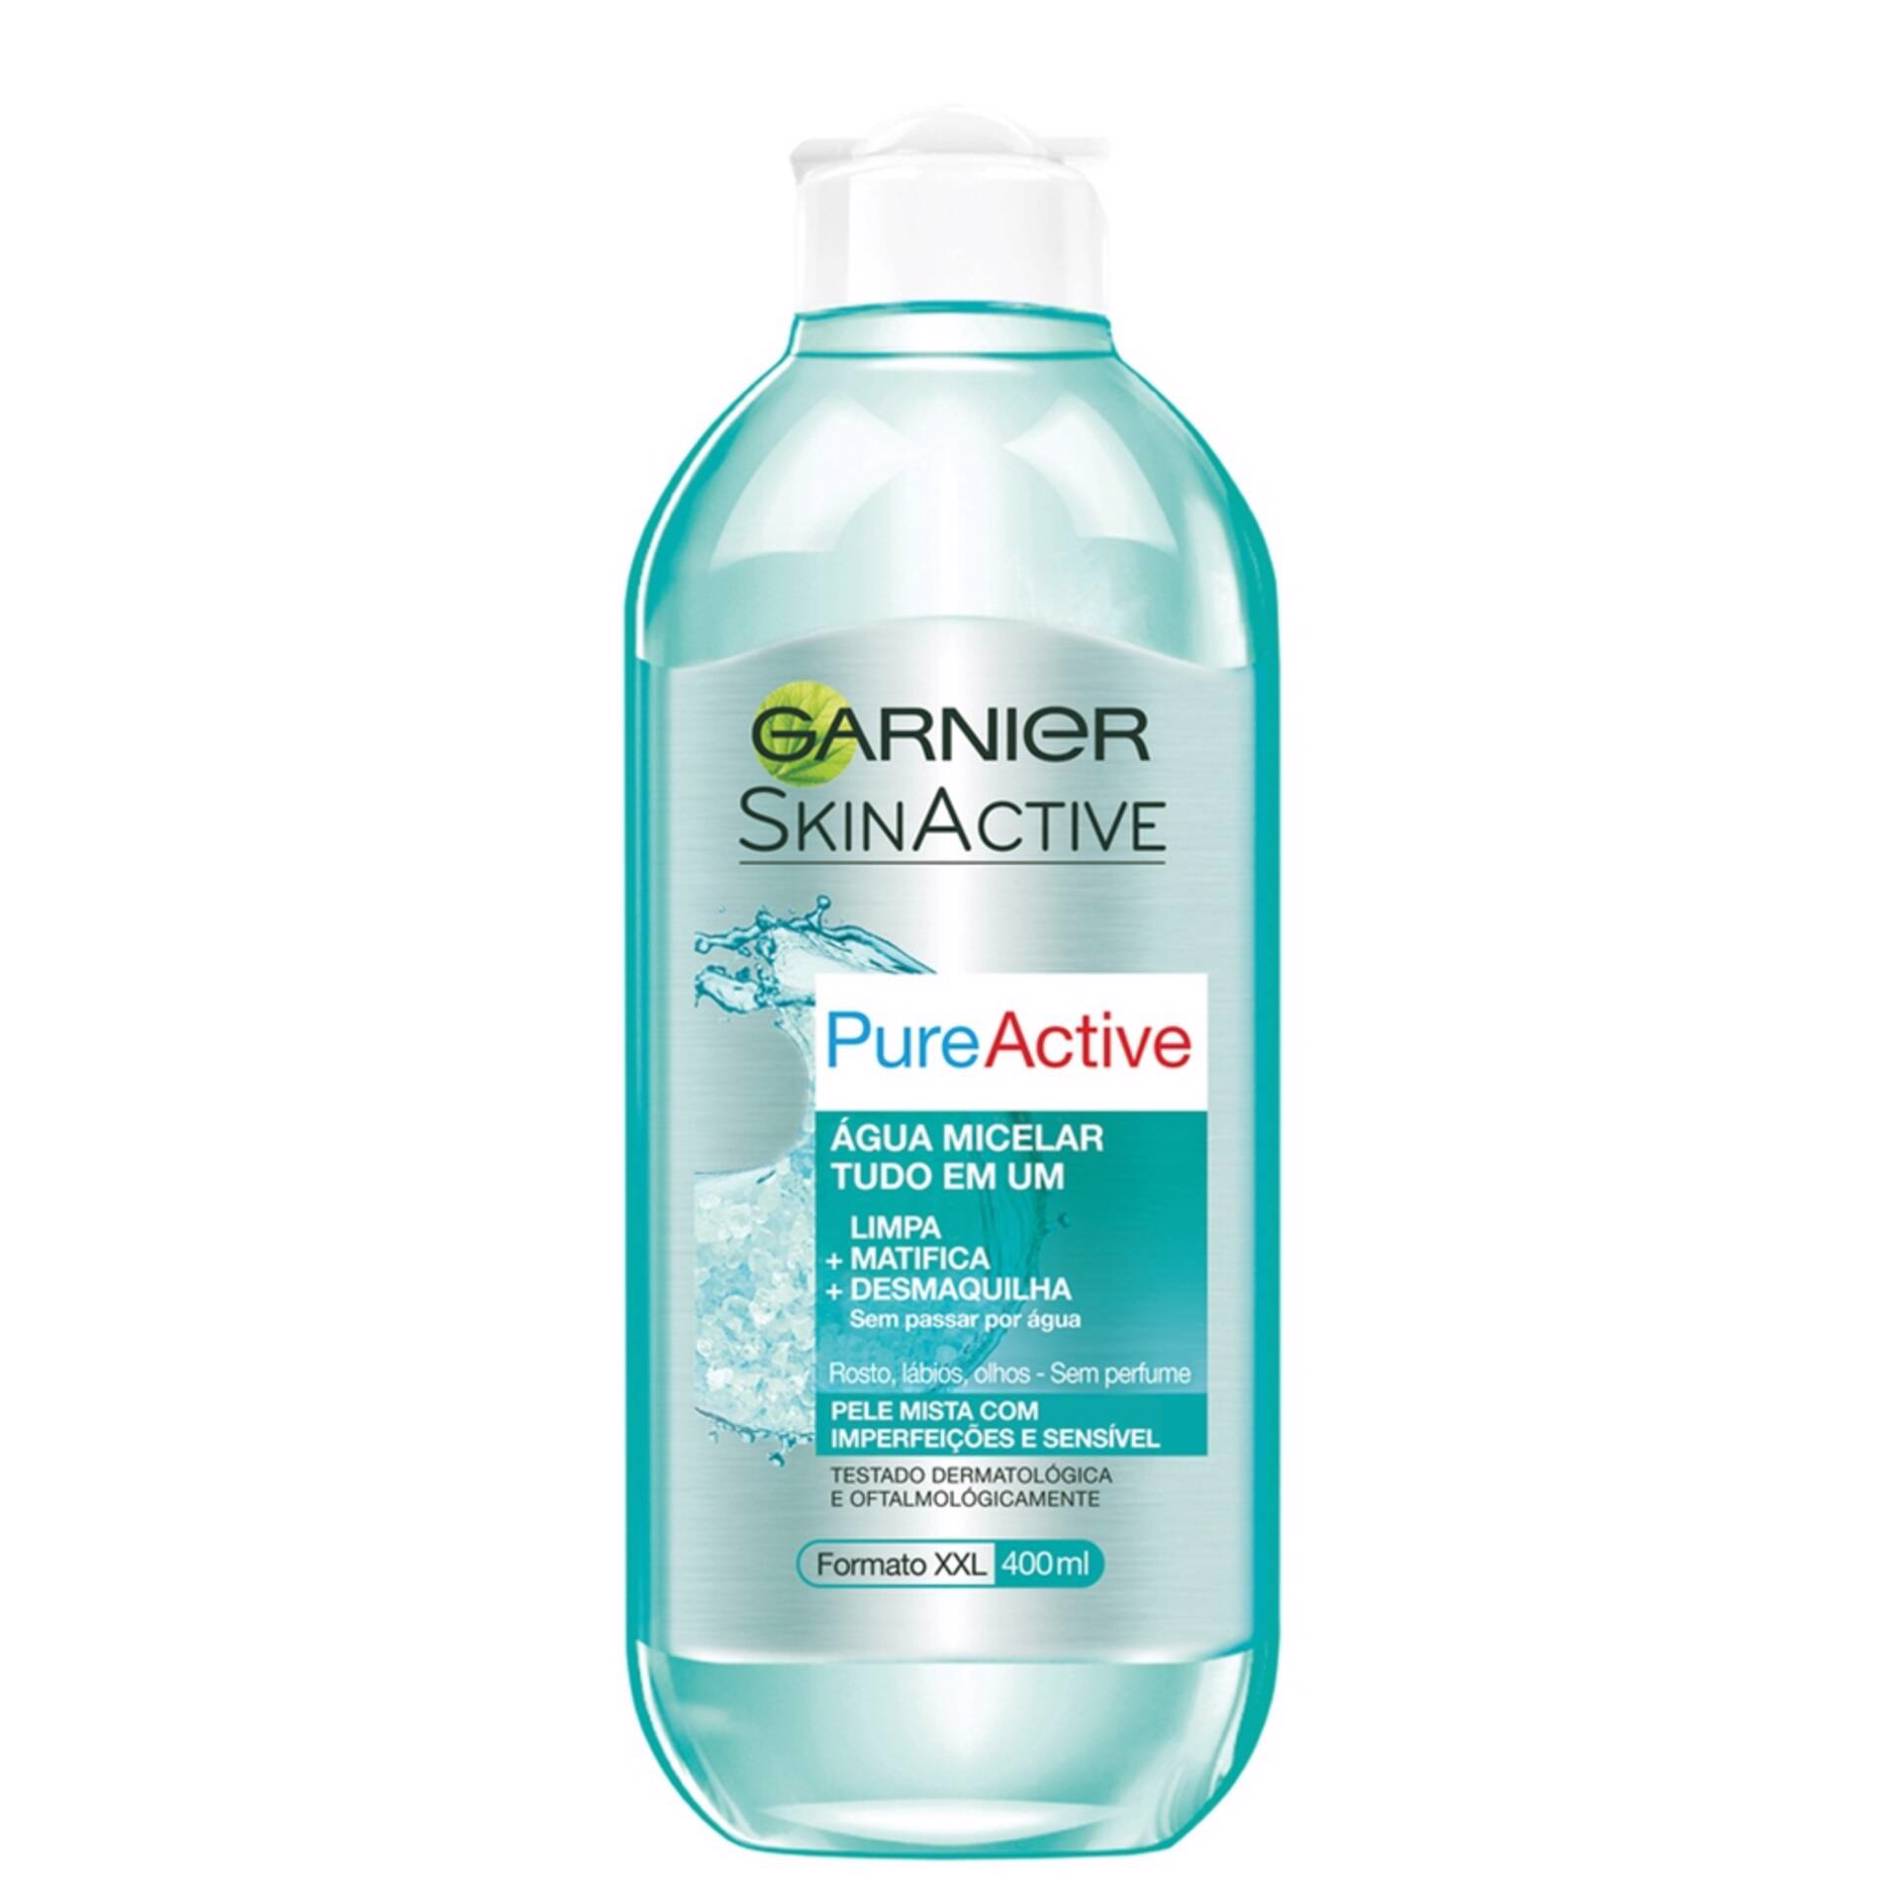 GARNIER
SKINACTIVE
PureActive
ÁGUA MICELAR
TUDO EM UM
LIMPA
+ MATIFICA
+ DESMAQUILHA
Sem passar por água
Rosto, lábios, olhos - Sem perfume
PELE MISTA COM
IMPERFEIÇÕES E SENSÍVEL
TESTADO DERMATOLÓGICA
E OFTALMOLÓGICAMENTE
Formato XXL 400ml